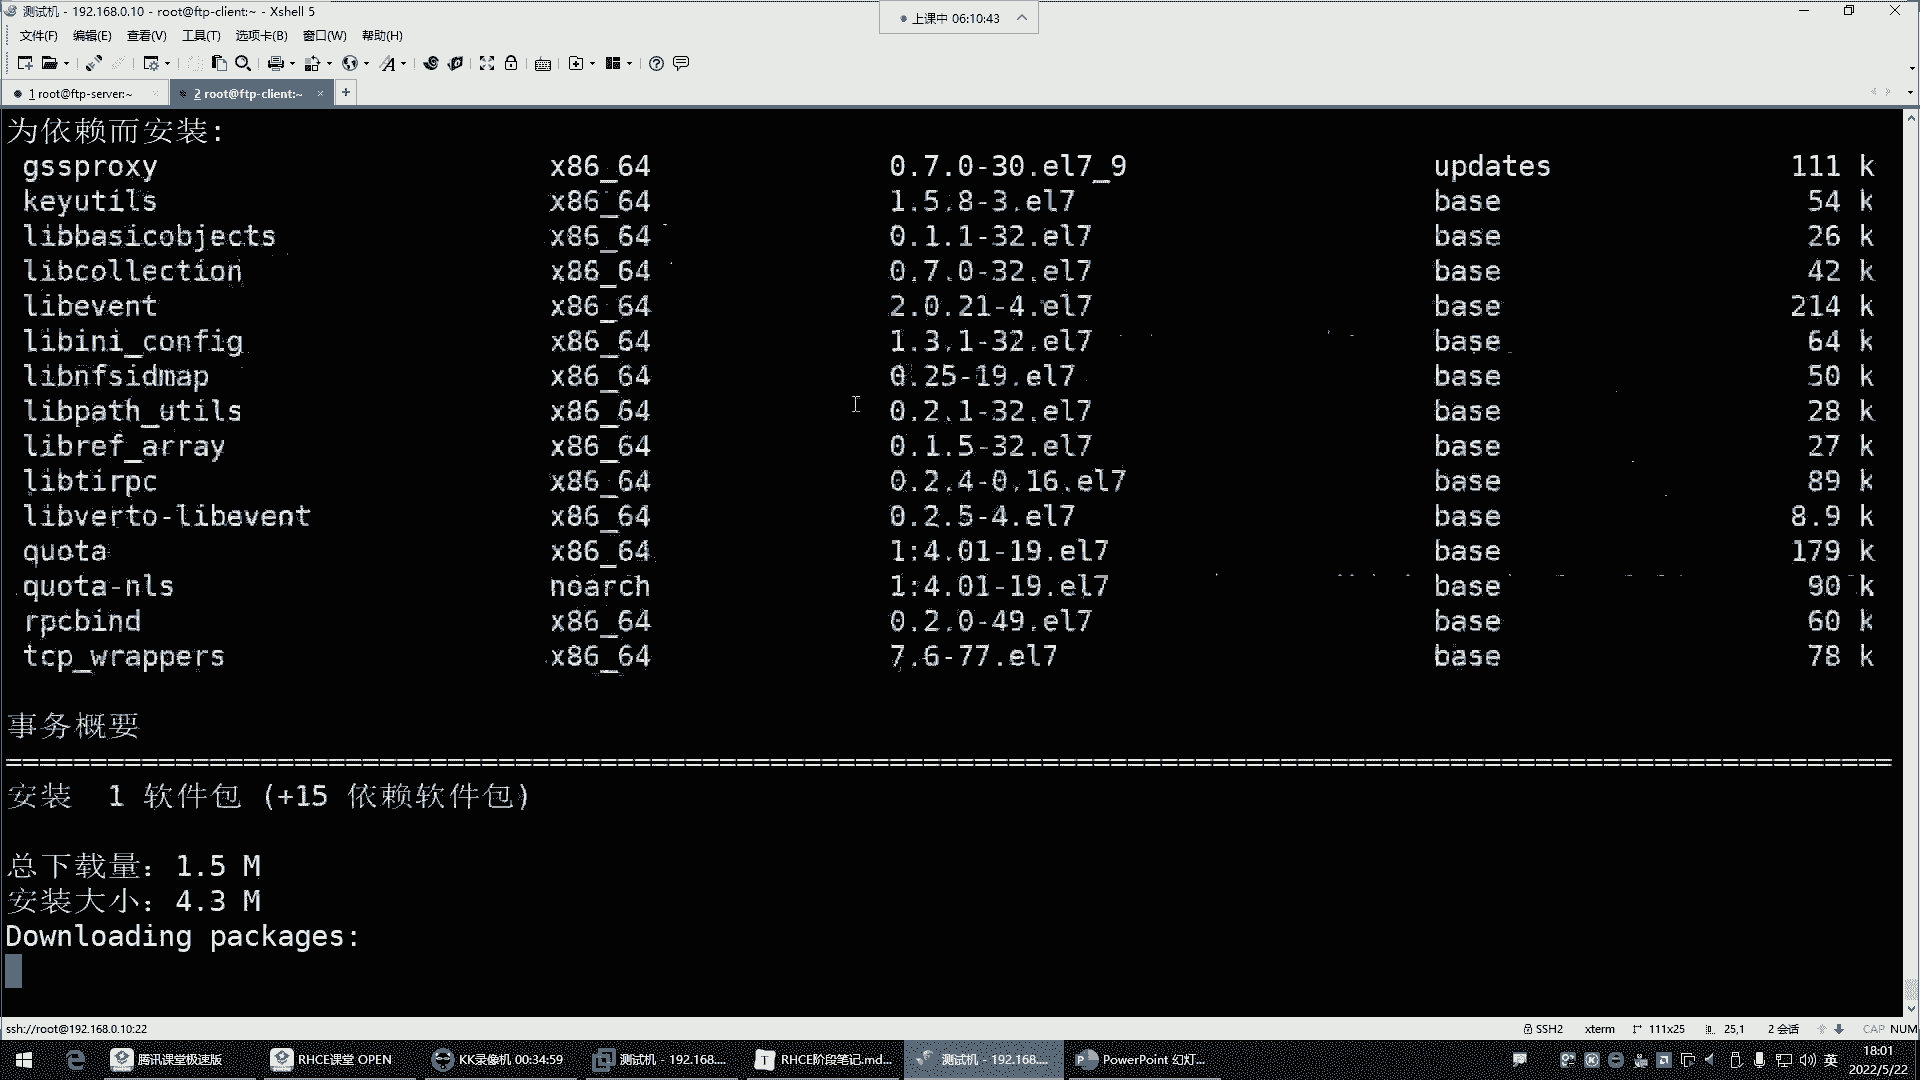 测试机 - 192.168.0.10 - root@ftp-client:~ - Xshell 5
上课中 06:10:43
文件(F) 编辑(E) 查看(V) 工具(T) 选项卡(B) 窗口(W) 帮助(H)
1 root@ftp-server:~ 2 root@ftp-client:~
为依赖而安装:
gssproxy x86_64 0.7.0-30.el7_9 updates 111 k
keyutils x86_64 1.5.8-3.el7 base 54 k
libbasicobjects x86_64 0.1.1-32.el7 base 26 k
libcollection x86_64 0.7.0-32.el7 base 42 k
libevent x86_64 2.0.21-4.el7 base 214 k
libini_config x86_64 1.3.1-32.el7 base 64 k
libnfsidmap x86_64 0.25-19.el7 base 50 k
libpath_utils x86_64 0.2.1-32.el7 base 28 k
libref_array x86_64 0.1.5-32.el7 base 27 k
libtirpc x86_64 0.2.4-0.16.el7 base 89 k
libverto-libevent x86_64 0.2.5-4.el7 base 8.9 k
quota x86_64 1:4.01-19.el7 base 179 k
quota-nls noarch 1:4.01-19.el7 base 90 k
rpcbind x86_64 0.2.0-49.el7 base 60 k
tcp_wrappers x86_64 7.6-77.el7 base 78 k
事务概要
================================================================================
安装 1 软件包 (+15 依赖软件包)
总下载量：1.5 M
安装大小：4.3 M
Downloading packages:
ssh://root@192.168.0.10:22 SSH2 xterm 111x25 25,1 2 会话 CAP NUM
腾讯课堂极速版 RHCE课堂 OPEN KK录像机 00:34:59 测试机 - 192.168.... RHCE阶段笔记.md... 测试机 - 192.168.... PowerPoint 幻灯... 英 18:01
2022/5/22